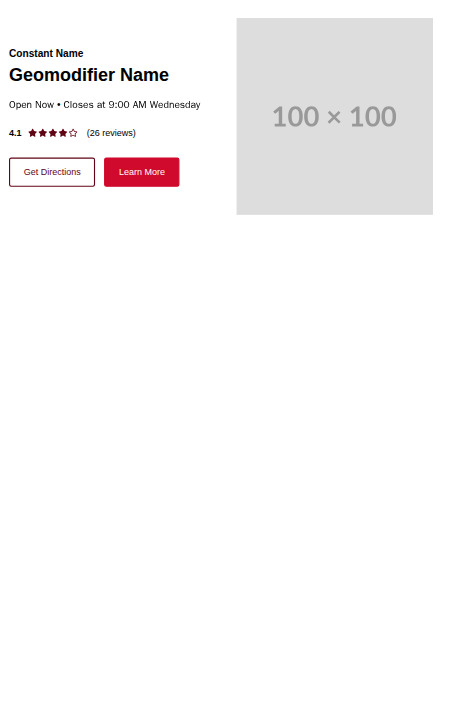 Constant Name
Geomodifier Name
Open Now • Closes at 9:00 AM Wednesday
4.1 (26 reviews)
Get Directions
Learn More
100 × 100